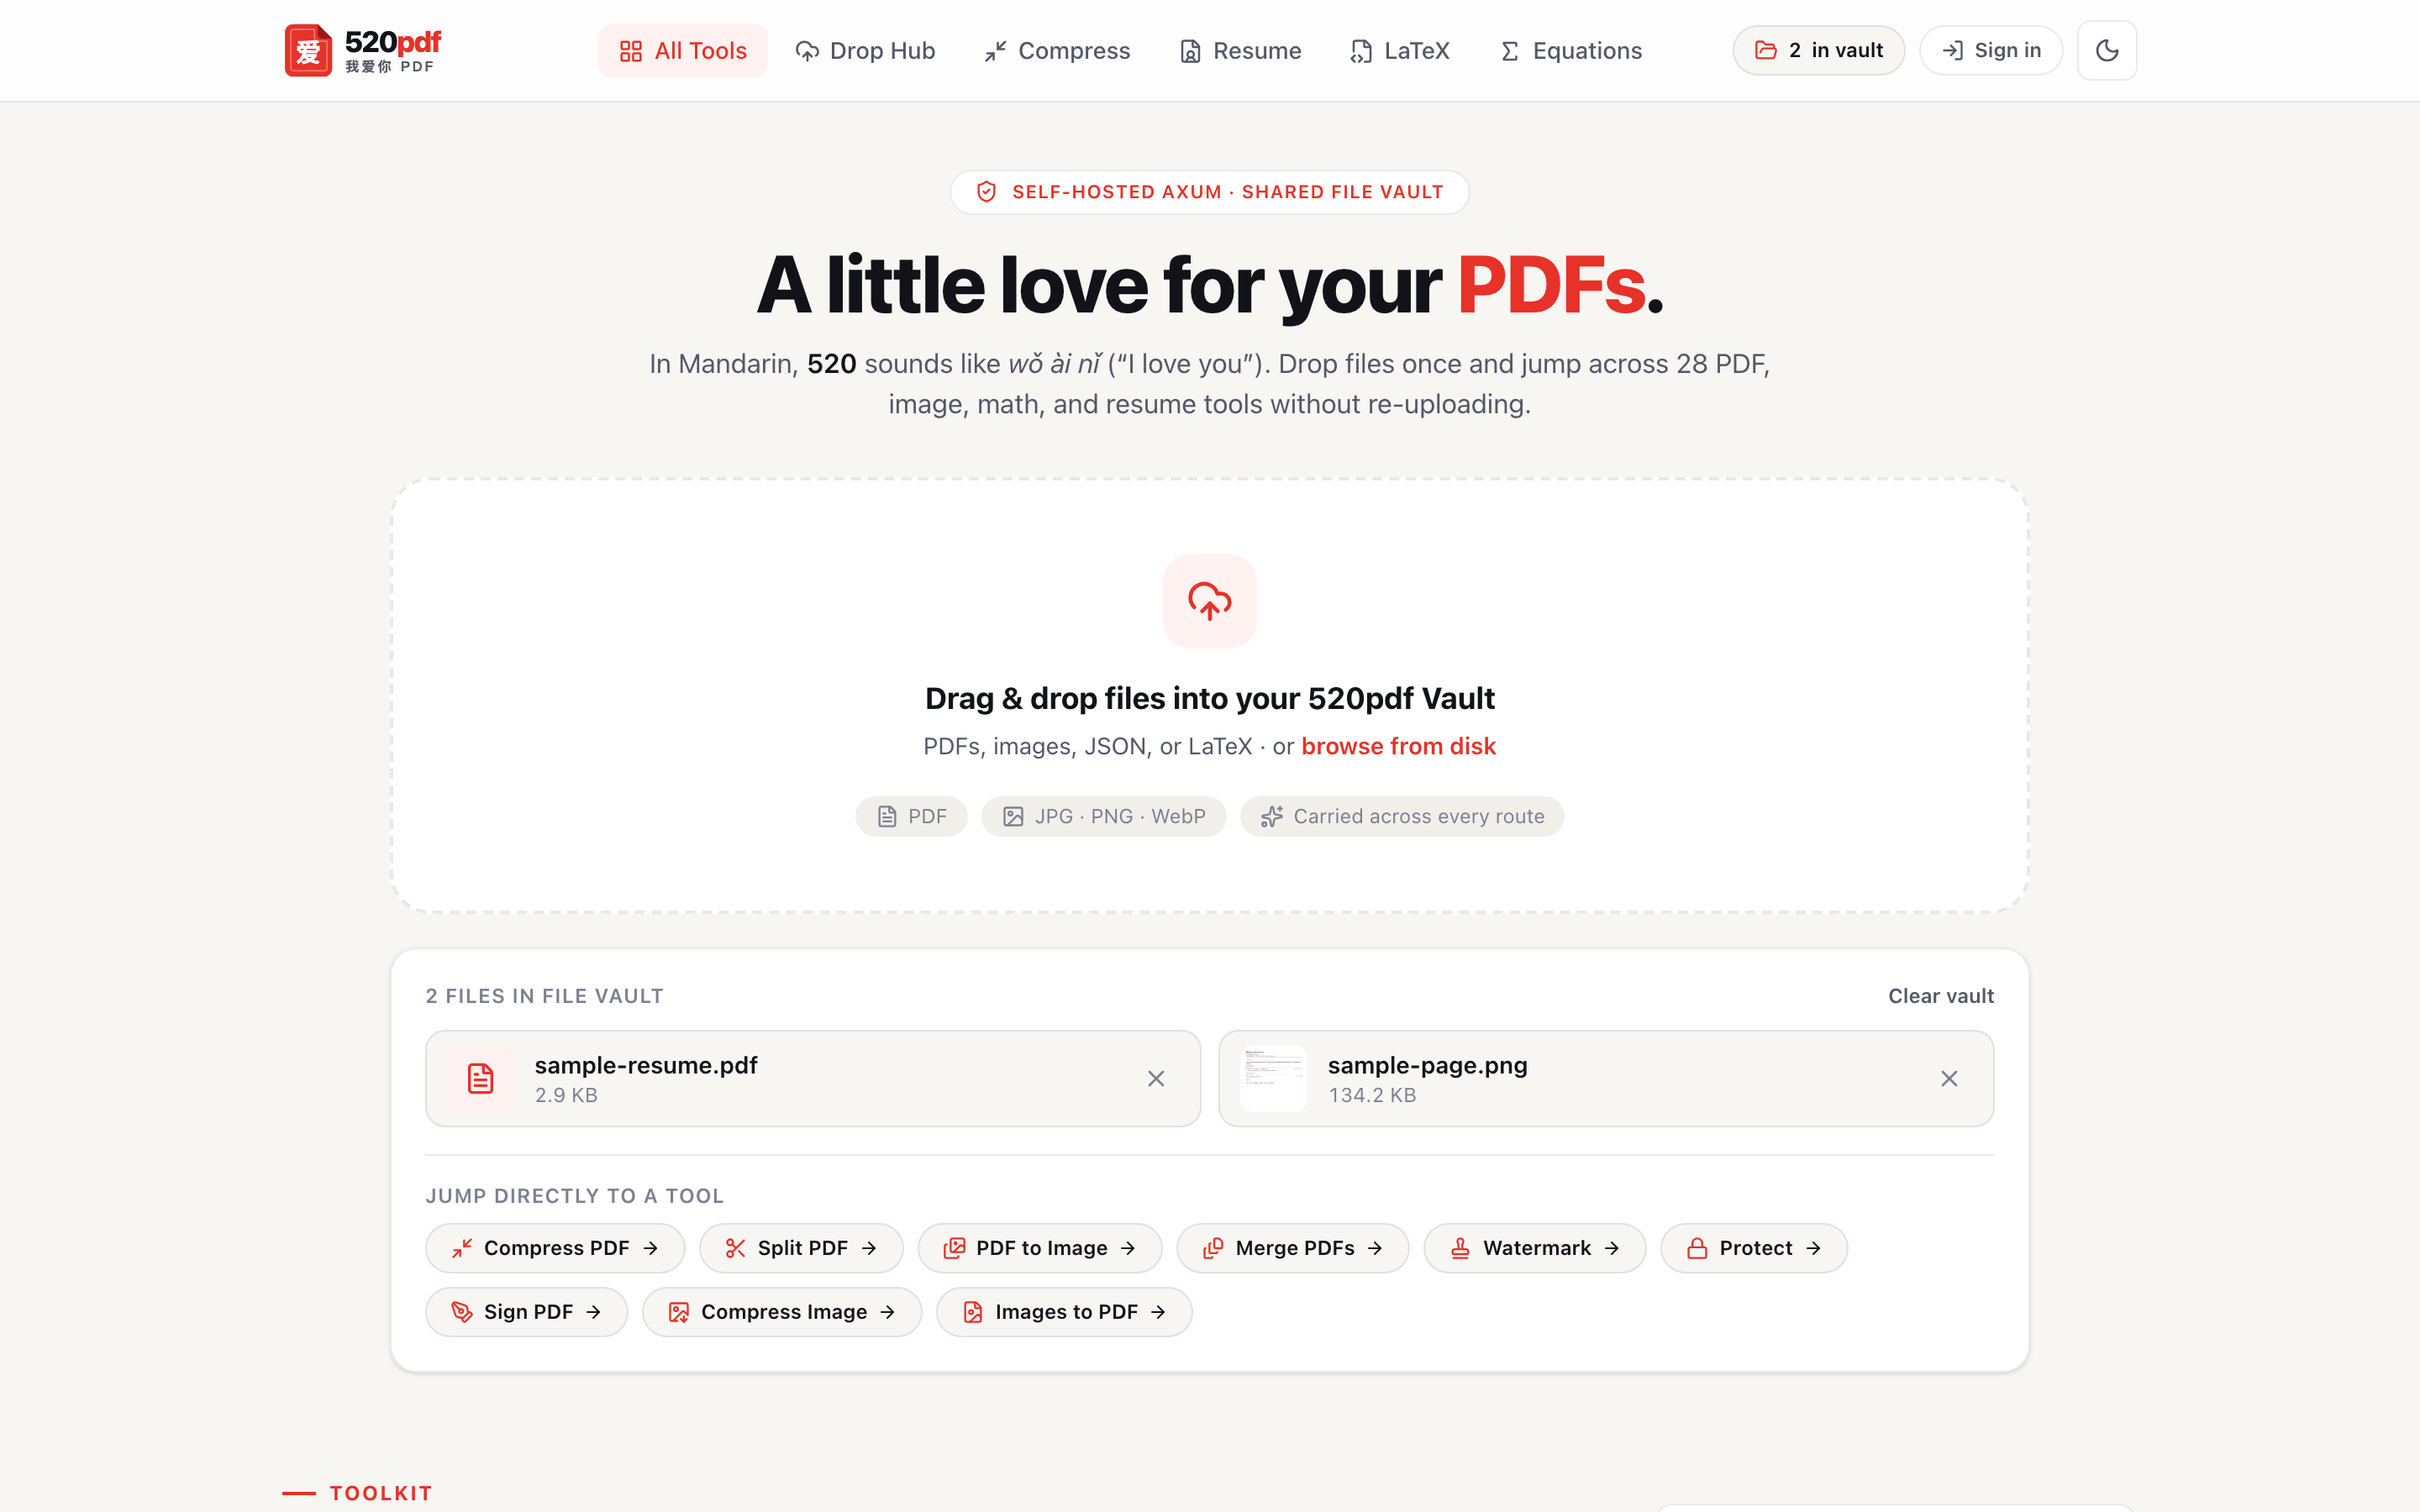 爱
520pdf
我爱你 PDF
All Tools
Drop Hub
Compress
Resume
LaTeX
Equations
2 in vault
Sign in
SELF-HOSTED AXUM · SHARED FILE VAULT
A little love for your PDFs.
In Mandarin, 520 sounds like wǒ ài nǐ (“I love you”). Drop files once and jump across 28 PDF,
image, math, and resume tools without re-uploading.
Drag & drop files into your 520pdf Vault
PDFs, images, JSON, or LaTeX · or browse from disk
PDF
JPG · PNG · WebP
Carried across every route
2 FILES IN FILE VAULT
Clear vault
sample-resume.pdf
2.9 KB
sample-page.png
134.2 KB
JUMP DIRECTLY TO A TOOL
Compress PDF →
Split PDF →
PDF to Image →
Merge PDFs →
Watermark →
Protect →
Sign PDF →
Compress Image →
Images to PDF →
TOOLKIT